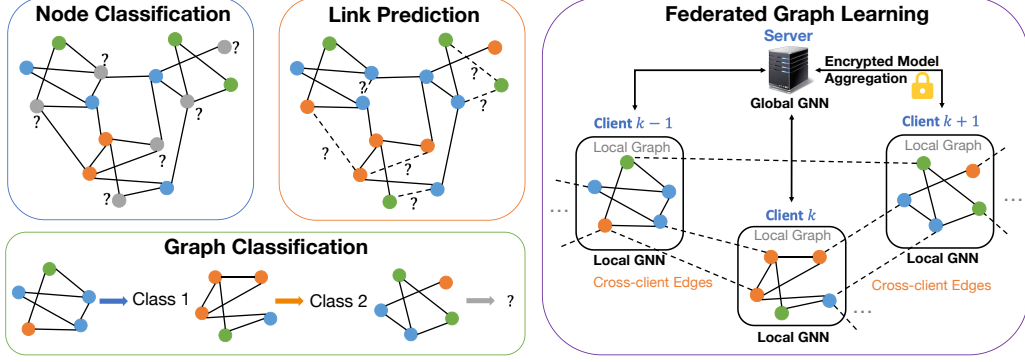 Node Classification
?
?
?
?
?
?
Link Prediction
?
?
?
?
?
?
Graph Classification
Class 1
Class 2
?
Federated Graph Learning
Server
Encrypted Model
Aggregation
Global GNN
Client k − 1
Client k + 1
Local Graph
Local Graph
...
...
Client k
Local Graph
Local GNN
Local GNN
Cross-client Edges
Cross-client Edges
...
Local GNN